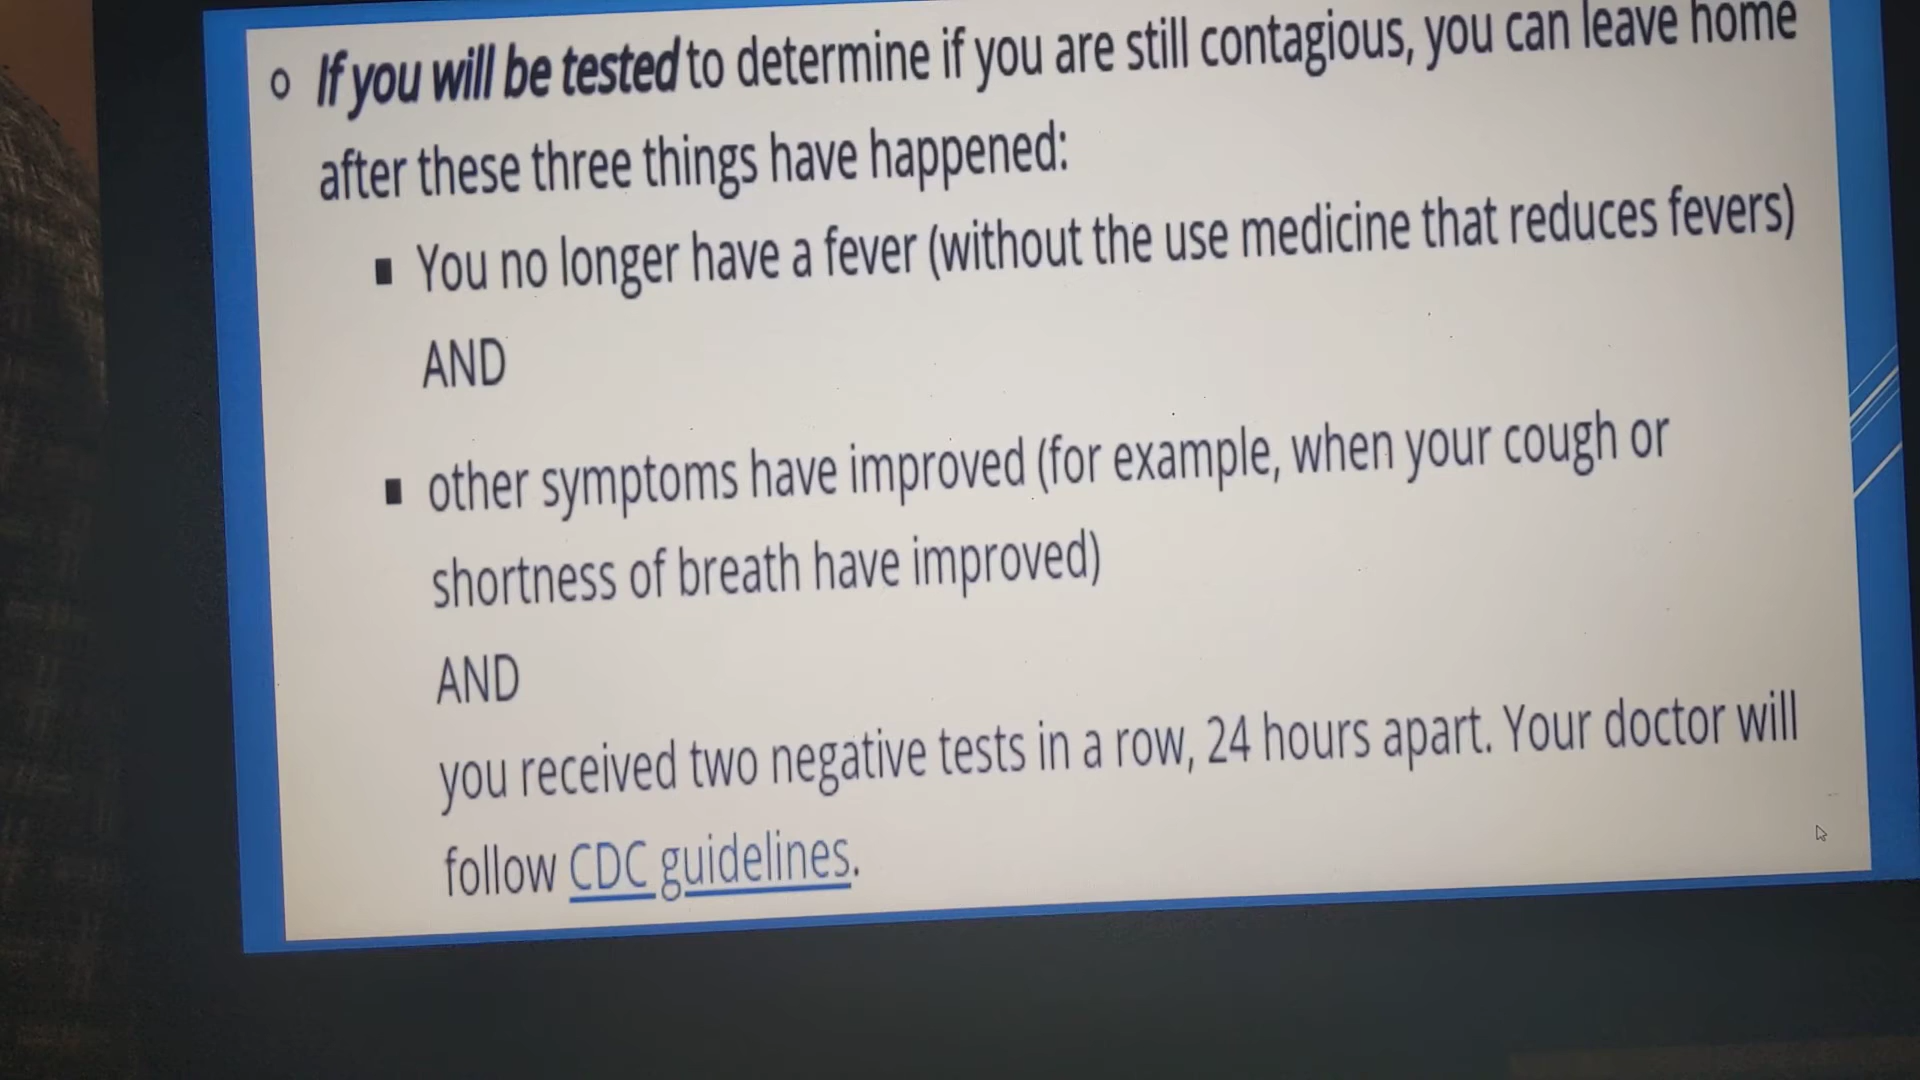 o If you will be tested to determine if you are still contagious, you can leave home
after these three things have happened:
▪ You no longer have a fever (without the use medicine that reduces fevers)
AND
▪ other symptoms have improved (for example, when your cough or
shortness of breath have improved)
AND
you received two negative tests in a row, 24 hours apart. Your doctor will
follow CDC guidelines.